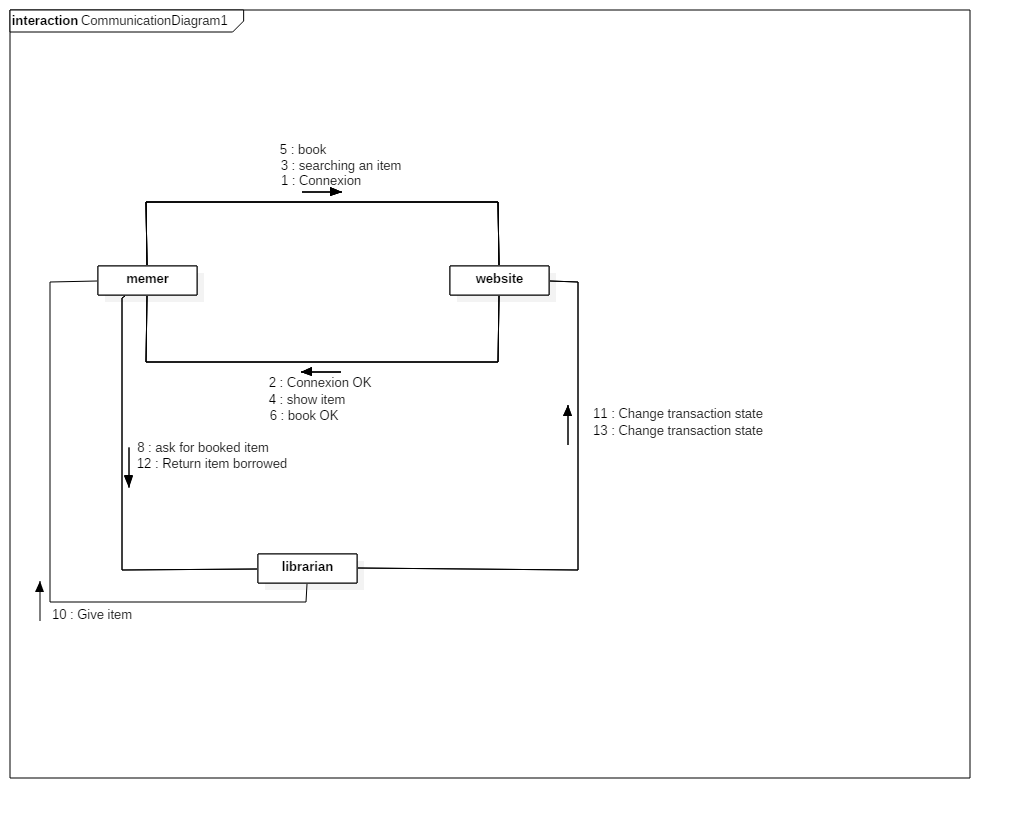 interaction CommunicationDiagram1
5 : book
3 : searching an item
1 : Connexion
memer
website
2 : Connexion OK
4 : show item
6 : book OK
11 : Change transaction state
13 : Change transaction state
8 : ask for booked item
12 : Return item borrowed
librarian
10 : Give item